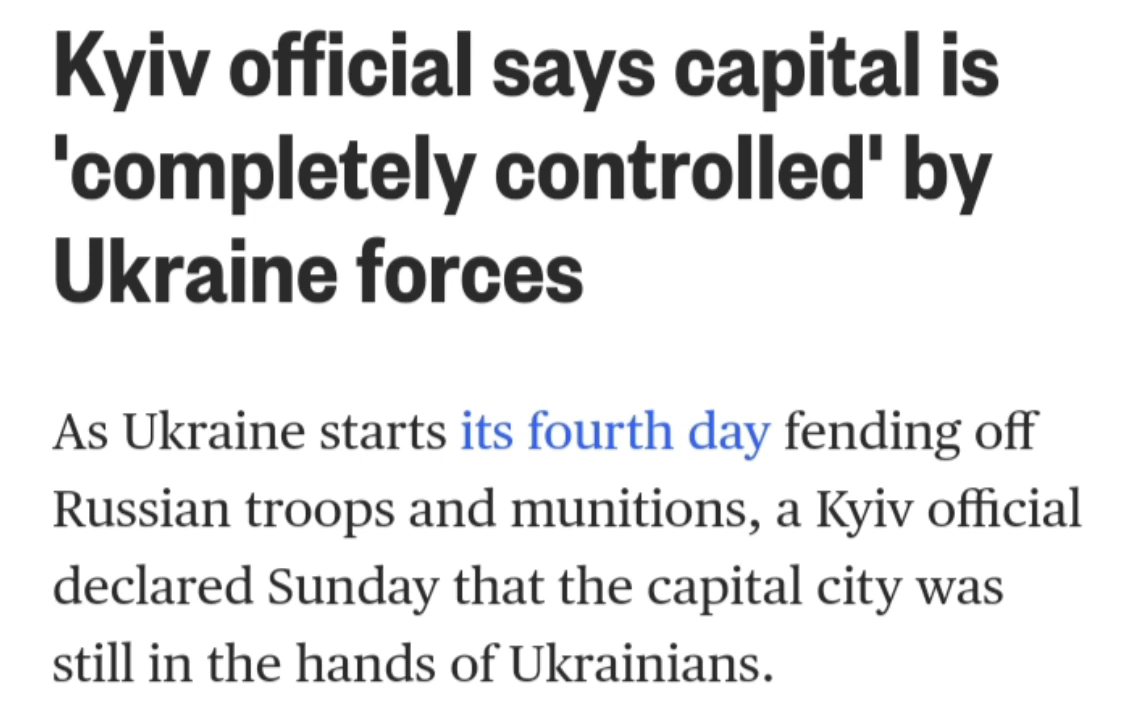 Kyiv official says capital is
'completely controlled' by
Ukraine forces
As Ukraine starts its fourth day fending off
Russian troops and munitions, a Kyiv official
declared Sunday that the capital city was
still in the hands of Ukrainians.